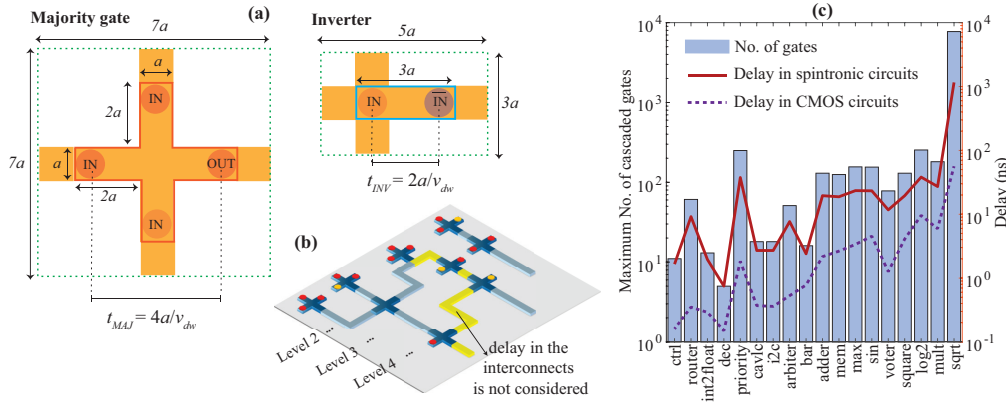 Majority gate
(a)
7a
a
IN
2a
7a
a
IN
OUT
2a
IN
t_MAJ = 4a/v_dw
Inverter
5a
3a
IN
IN
3a
t_INV = 2a/v_dw
(b)
Level 2 ...
Level 3 ...
Level 4 ...
delay in the
interconnects
is not considered
(c)
No. of gates
Delay in spintronic circuits
Delay in CMOS circuits
Maximum No. of cascaded gates
10^4
10^3
10^2
10^1
10^0
Delay (ns)
10^3
10^2
10^1
10^0
10^-1
ctrl
router
int2float
dec
priority
cavlc
i2c
arbiter
bar
adder
mem
max
sin
voter
square
log2
mult
sqrt